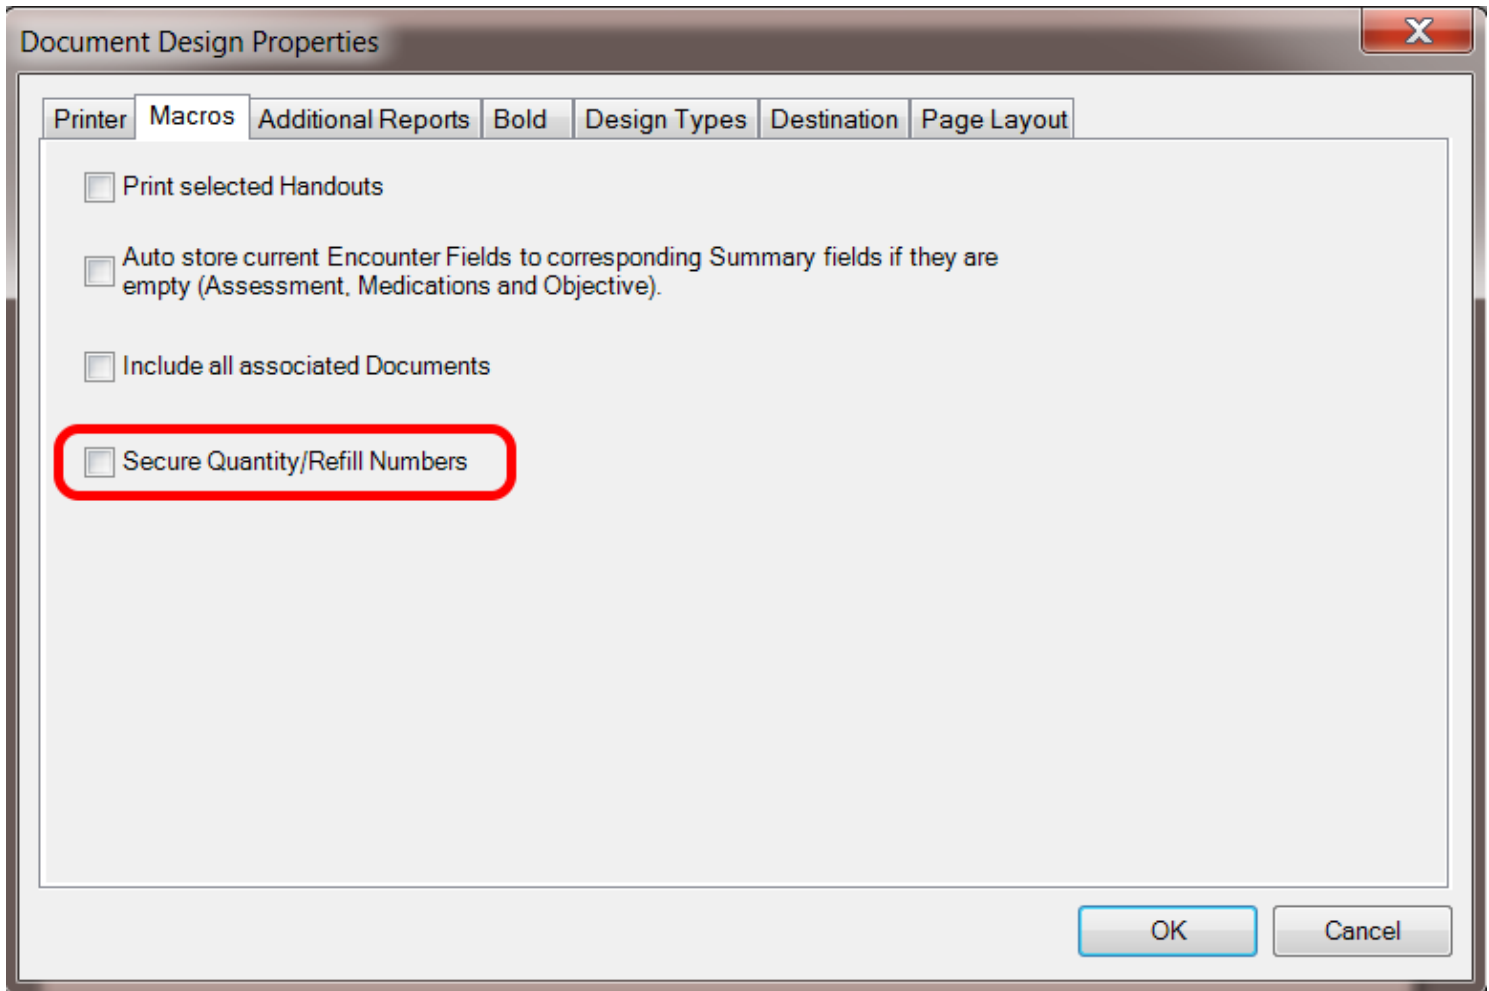 Document Design Properties
X
Printer Macros Additional Reports Bold Design Types Destination Page Layout
Print selected Handouts
Auto store current Encounter Fields to corresponding Summary fields if they are
empty (Assessment, Medications and Objective).
Include all associated Documents
Secure Quantity/Refill Numbers
OK Cancel